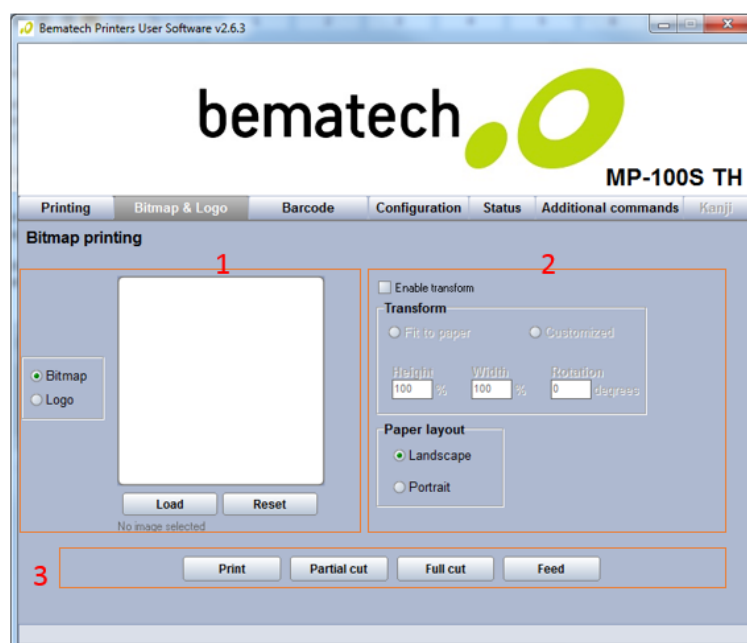 Bematech Printers User Software v2.6.3
bematech
MP-100S TH
Printing Bitmap & Logo Barcode Configuration Status Additional commands Kanji
Bitmap printing
1
2
Enable transform
Transform
Fit to paper Customized
Height Width Rotation
100 % 100 % 0 degrees
Bitmap
Logo
Paper layout
Landscape
Portrait
Load Reset
No image selected
3
Print Partial cut Full cut Feed